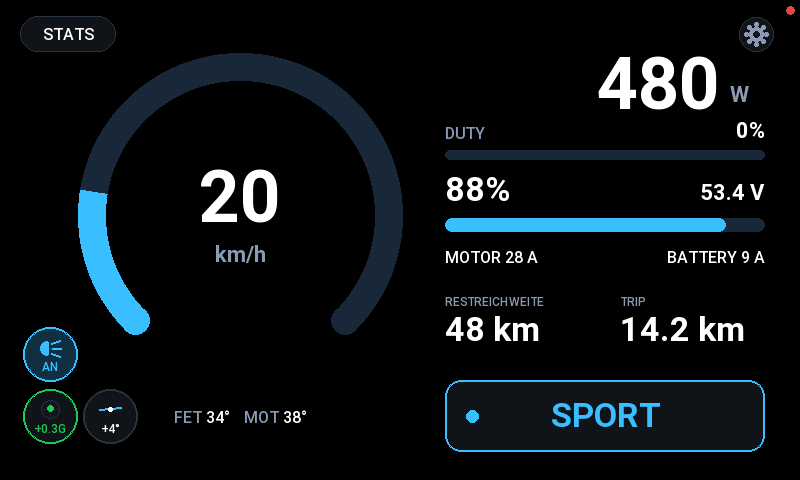 STATS
480 W
DUTY 0%
20
km/h
88% 53.4 V
MOTOR 28 A BATTERY 9 A
RESTREICHWEITE TRIP
48 km 14.2 km
AN
+0.3G +4°
FET 34° MOT 38°
SPORT